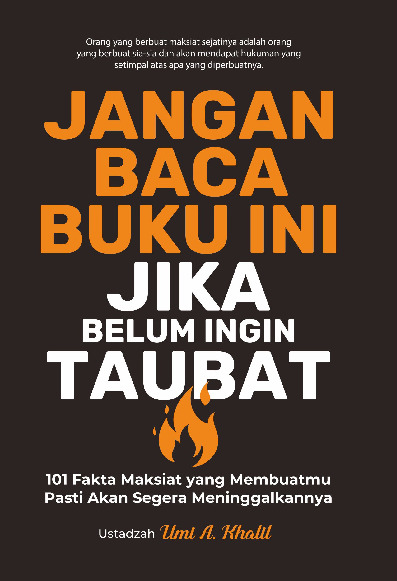 Orang yang berbuat maksiat sejatinya adalah orang
yang berbuat sia-sia dan akan mendapat hukuman yang
setimpal atas apa yang diperbuatnya.
JANGAN
BACA
BUKU INI
JIKA
BELUM INGIN
TAUBAT
101 Fakta Maksiat yang Membuatmu
Pasti Akan Segera Meninggalkannya
Ustadzah Umi A. Khalil